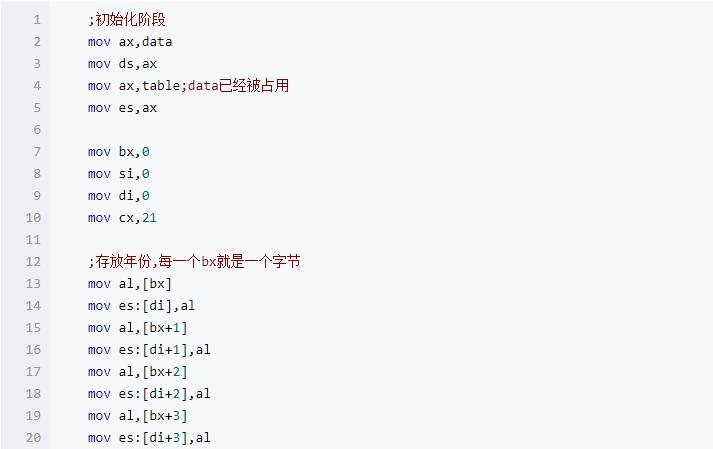 1 ;初始化阶段
2 mov ax,data
3 mov ds,ax
4 mov ax,table;data已经被占用
5 mov es,ax
6
7 mov bx,0
8 mov si,0
9 mov di,0
10 mov cx,21
11
12 ;存放年份,每一个bx就是一个字节
13 mov al,[bx]
14 mov es:[di],al
15 mov al,[bx+1]
16 mov es:[di+1],al
17 mov al,[bx+2]
18 mov es:[di+2],al
19 mov al,[bx+3]
20 mov es:[di+3],al